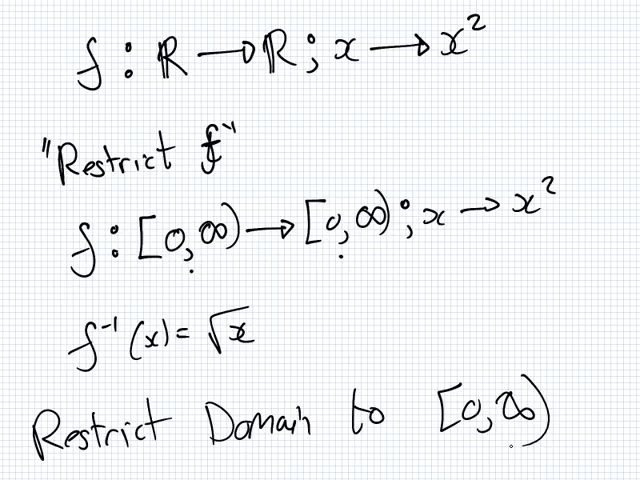 f : ℝ → ℝ ; x → x²
"Restrict f"
f : [0, ∞) → [0, ∞) ; x → x²
f⁻¹(x) = √x
Restrict Domain to [0, ∞)